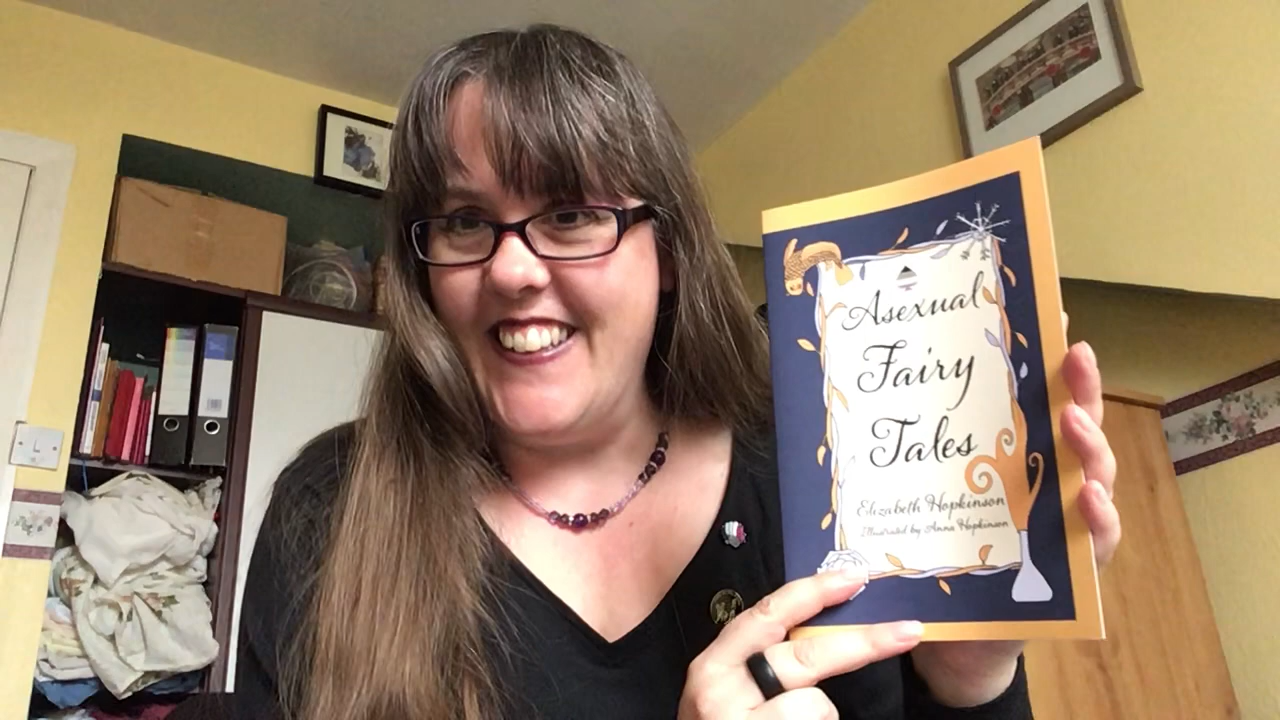 Asexual
Fairy
Tales
Elizabeth Hopkinson
Illustrated by Anna Hopkinson